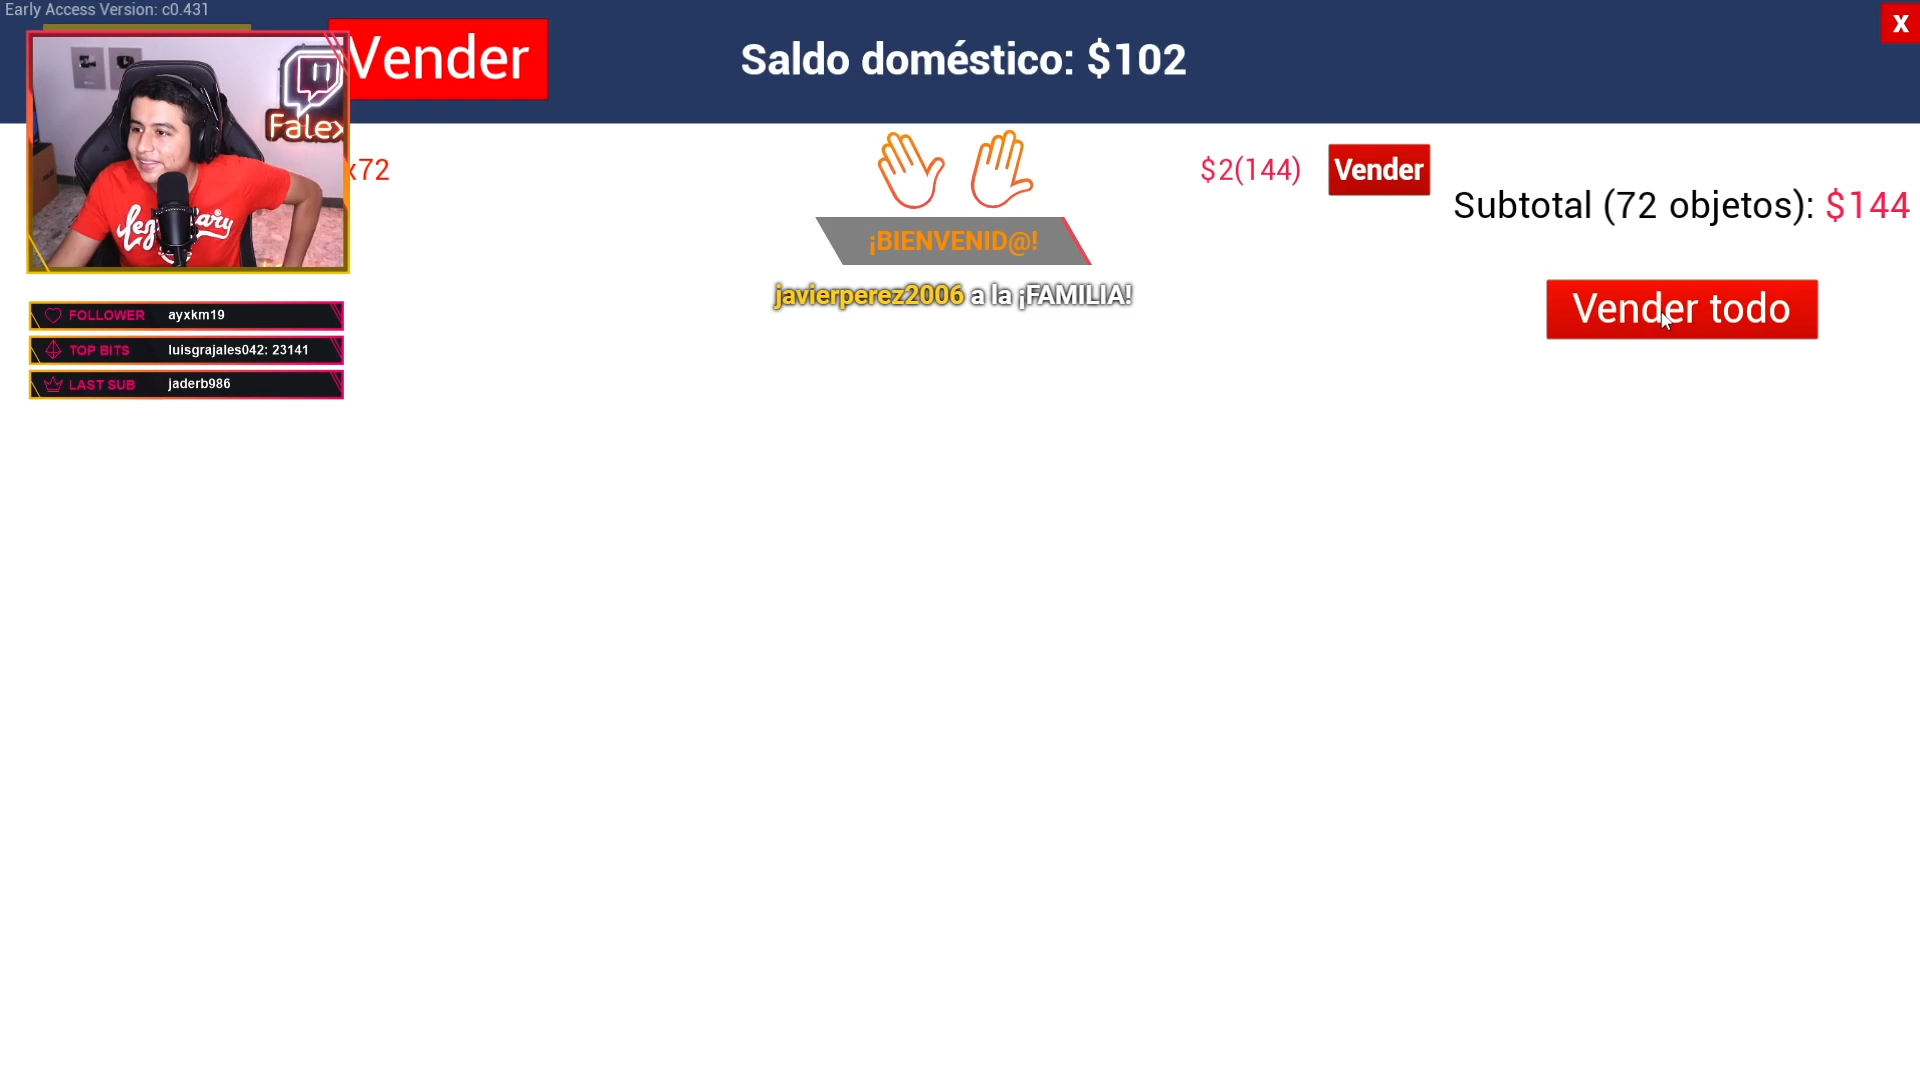 Early Access Version: c0.431
Vender
Saldo doméstico: $102
X
Falex
x72
$2(144)
Vender
Subtotal (72 objetos): $144
¡BIENVENID@!
javierperez2006 a la ¡FAMILIA!
Vender todo
FOLLOWER ayxkm19
TOP BITS luisgrajales042: 23141
LAST SUB jaderb986